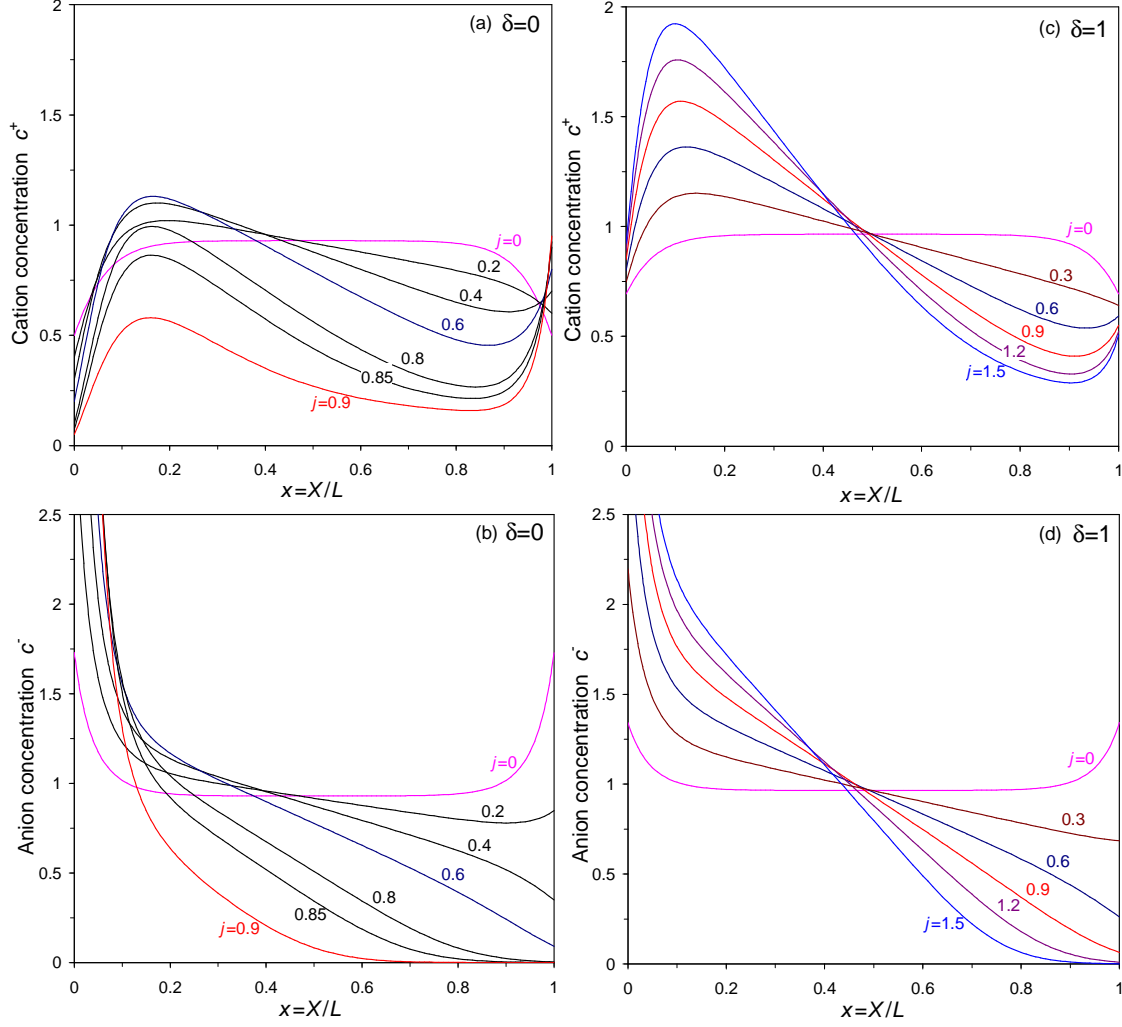 (a) δ=0
Cation concentration c⁺
2
1.5
1
0.5
0
j=0
0.2
0.4
0.6
0.8
0.85
j=0.9
0 0.2 0.4 0.6 0.8 1
x=X/L
(c) δ=1
Cation concentration c⁺
2
1.5
1
0.5
0
j=0
0.3
0.6
0.9
1.2
j=1.5
0 0.2 0.4 0.6 0.8 1
x=X/L
(b) δ=0
Anion concentration c⁻
2.5
2
1.5
1
0.5
0
j=0
0.2
0.4
0.6
0.8
0.85
j=0.9
0 0.2 0.4 0.6 0.8 1
x=X/L
(d) δ=1
Anion concentration c⁻
2.5
2
1.5
1
0.5
0
j=0
0.3
0.6
0.9
1.2
j=1.5
0 0.2 0.4 0.6 0.8 1
x=X/L